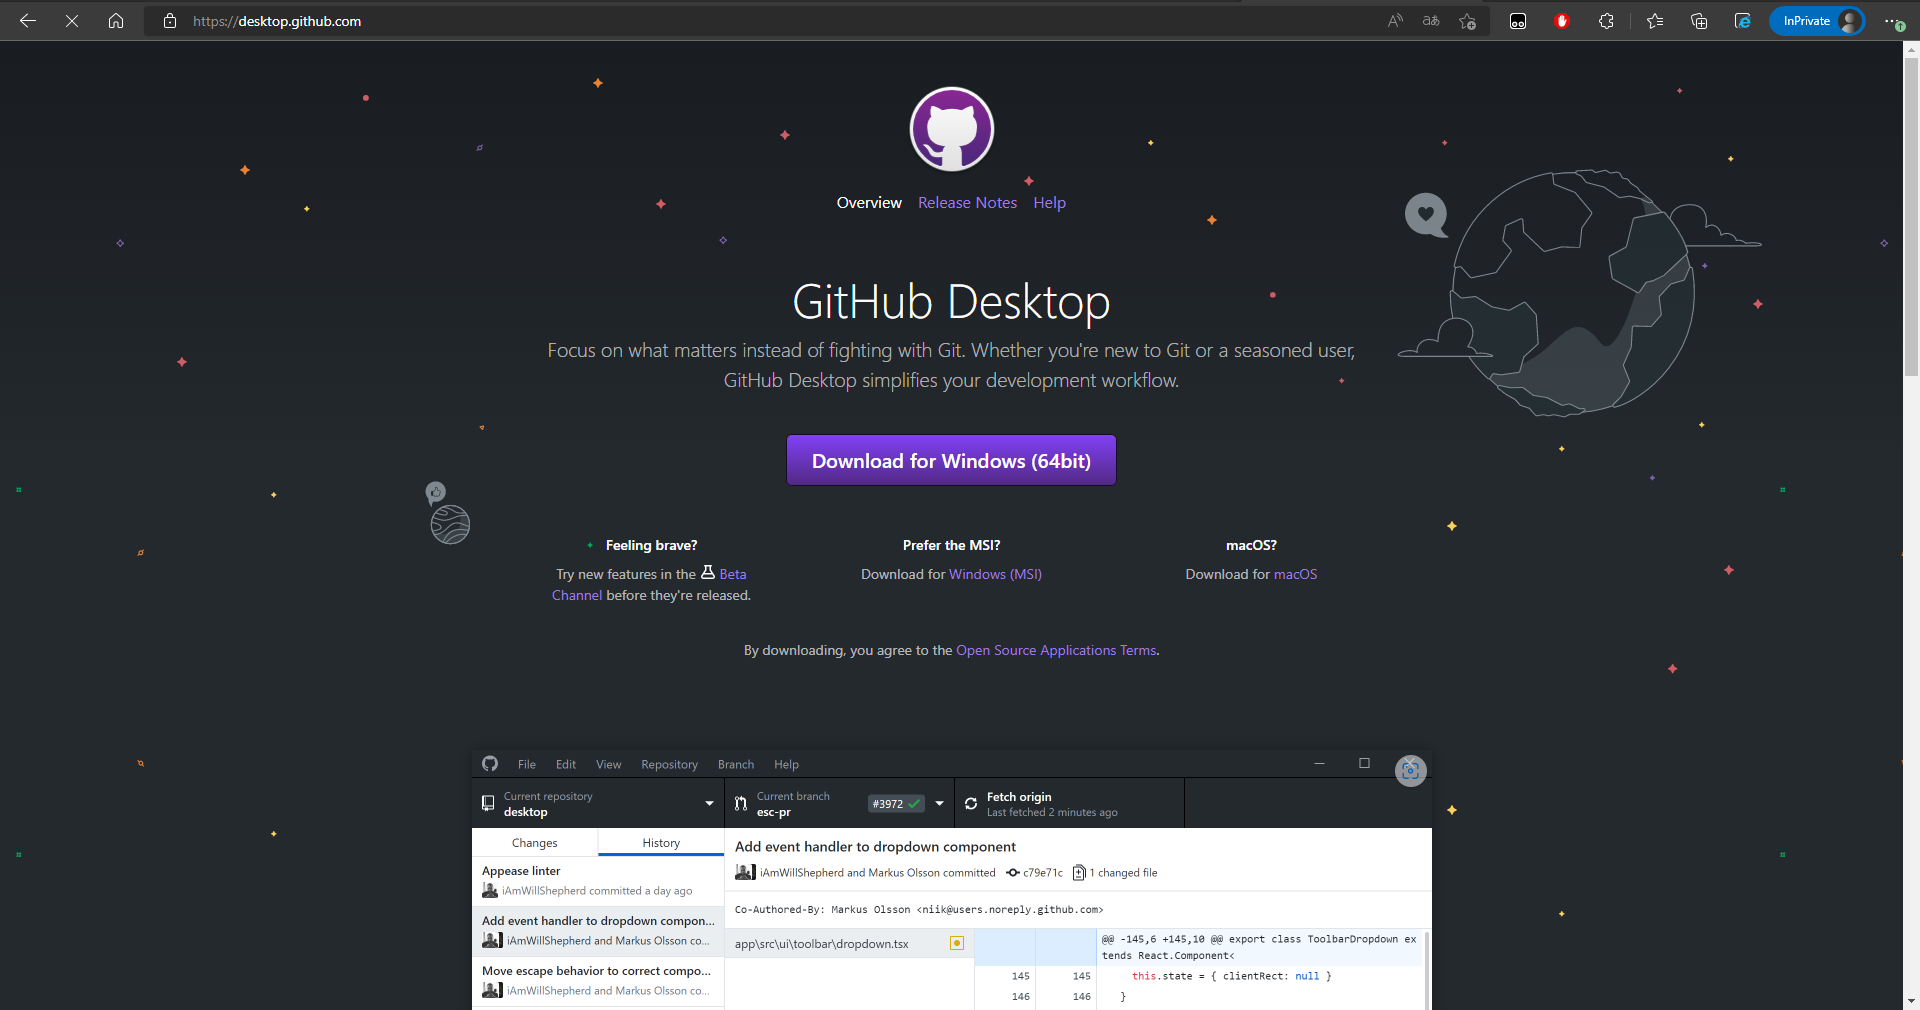 https://desktop.github.com
InPrivate
Overview Release Notes Help
GitHub Desktop
Focus on what matters instead of fighting with Git. Whether you're new to Git or a seasoned user,
GitHub Desktop simplifies your development workflow.
Download for Windows (64bit)
Feeling brave?
Try new features in the Beta
Channel before they're released.
Prefer the MSI?
Download for Windows (MSI)
macOS?
Download for macOS
By downloading, you agree to the Open Source Applications Terms.
File Edit View Repository Branch Help
Current repository
desktop
Current branch
esc-pr
#3972
Fetch origin
Last fetched 2 minutes ago
Changes History
Appease linter
iAmWillShepherd committed a day ago
Add event handler to dropdown compon...
iAmWillShepherd and Markus Olsson co...
Move escape behavior to correct compo...
iAmWillShepherd and Markus Olsson co...
Add event handler to dropdown component
iAmWillShepherd and Markus Olsson committed c79e71c 1 changed file
Co-Authored-By: Markus Olsson <niik@users.noreply.github.com>
app\src\ui\toolbar\dropdown.tsx
@@ -145,6 +145,10 @@ export class ToolbarDropdown ex
tends React.Component<
145 145 this.state = { clientRect: null }
146 146 }